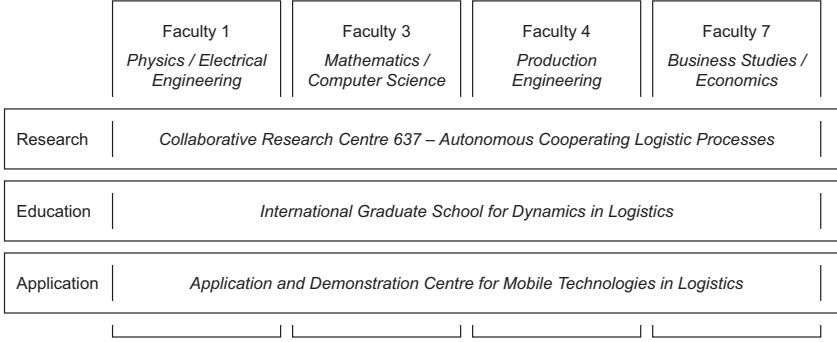 Faculty 1
Physics / Electrical
Engineering
Faculty 3
Mathematics /
Computer Science
Faculty 4
Production
Engineering
Faculty 7
Business Studies /
Economics
Research
Collaborative Research Centre 637 – Autonomous Cooperating Logistic Processes
Education
International Graduate School for Dynamics in Logistics
Application
Application and Demonstration Centre for Mobile Technologies in Logistics